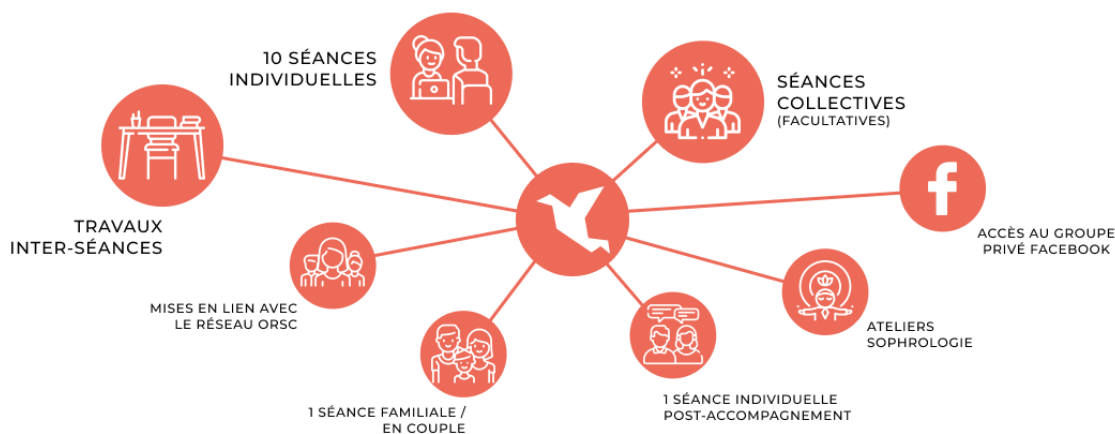 10 SÉANCES
INDIVIDUELLES
SÉANCES
COLLECTIVES
(FACULTATIVES)
TRAVAUX
INTER-SÉANCES
ACCÈS AU GROUPE
PRIVÉ FACEBOOK
MISES EN LIEN AVEC
LE RÉSEAU ORSC
ATELIERS
SOPHROLOGIE
1 SÉANCE FAMILIALE /
EN COUPLE
1 SÉANCE INDIVIDUELLE
POST-ACCOMPAGNEMENT